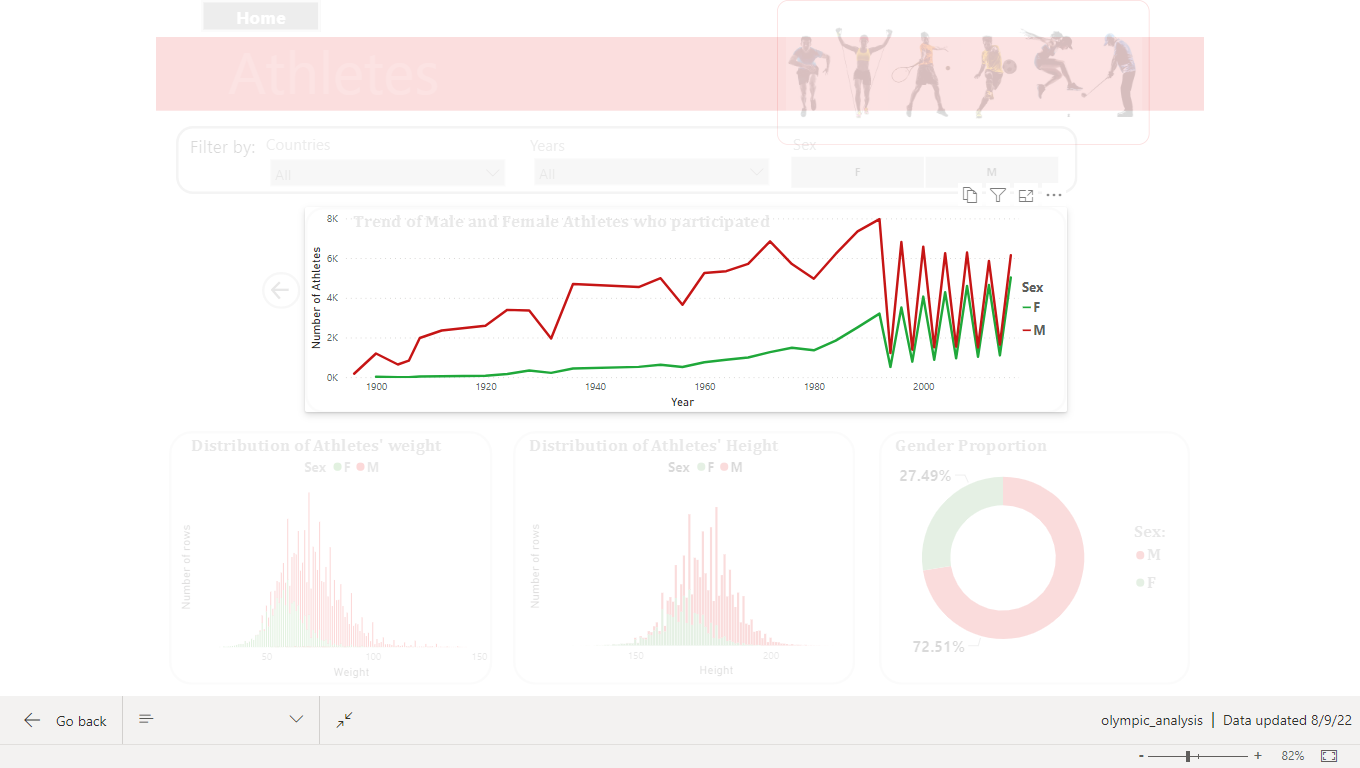 Home
Athletes
Filter by:
Countries
All
Years
All
Sex
F
M
Trend of Male and Female Athletes who participated
8K
6K
4K
2K
0K
Number of Athletes
1900 1920 1940 1960 1980 2000
Year
Sex
F
M
Distribution of Athletes' weight
Sex F M
Number of rows
50 100 150
Weight
Distribution of Athletes' Height
Sex F M
Number of rows
150 200
Height
Gender Proportion
27.49%
72.51%
Sex:
M
F
Go back
olympic_analysis | Data updated 8/9/22
- + 82%